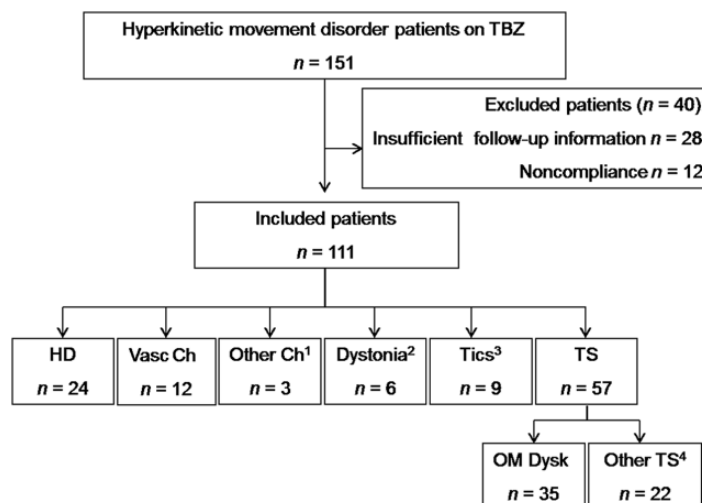 Hyperkinetic movement disorder patients on TBZ
n = 151
Excluded patients (n = 40)
Insufficient follow-up information n = 28
Noncompliance n = 12
Included patients
n = 111
HD
n = 24
Vasc Ch
n = 12
Other Ch¹
n = 3
Dystonia²
n = 6
Tics³
n = 9
TS
n = 57
OM Dysk
n = 35
Other TS⁴
n = 22